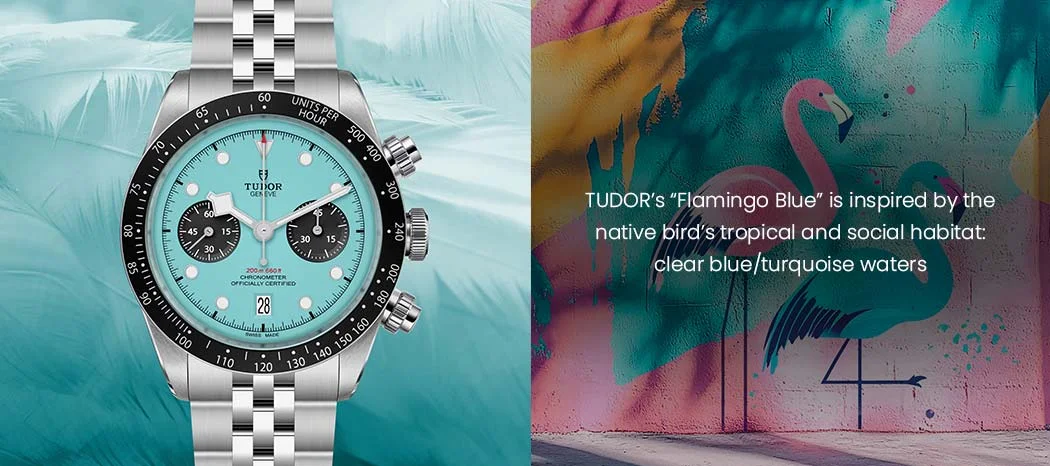 60
UNITS PER
HOUR
500
400
300
240
200
180
160
150
140
130
120
110
100
90
85
80
75
70
65
TUDOR
GENEVE
60
45 15
30
45
30 15
200m 660ft
CHRONOMETER
OFFICIALLY CERTIFIED
28
SWISS MADE
TUDOR’s “Flamingo Blue” is inspired by the
native bird’s tropical and social habitat:
clear blue/turquoise waters